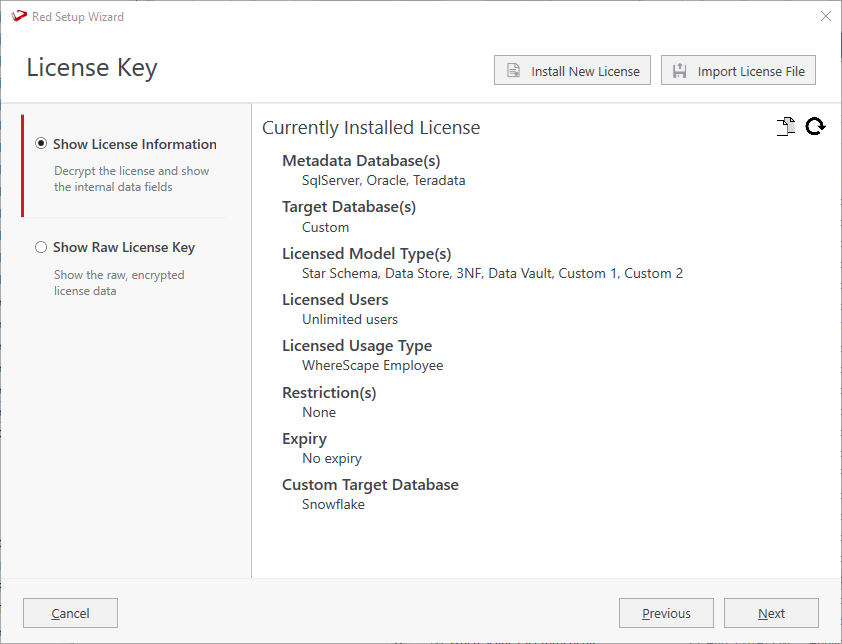 Red Setup Wizard
License Key
Install New License
Import License File
Show License Information
Decrypt the license and show
the internal data fields
Show Raw License Key
Show the raw, encrypted
license data
Currently Installed License
Metadata Database(s)
SqlServer, Oracle, Teradata
Target Database(s)
Custom
Licensed Model Type(s)
Star Schema, Data Store, 3NF, Data Vault, Custom 1, Custom 2
Licensed Users
Unlimited users
Licensed Usage Type
WhereScape Employee
Restriction(s)
None
Expiry
No expiry
Custom Target Database
Snowflake
Cancel
Previous
Next